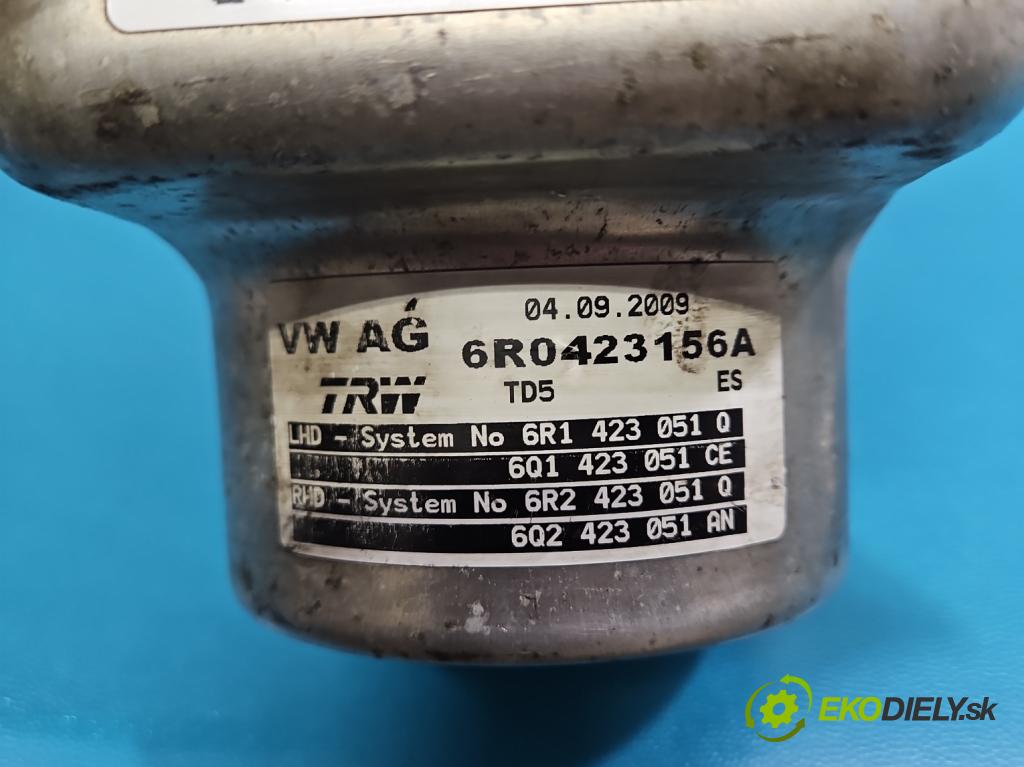 04.09.2009
VW AG
6R0423156A
TRW TD5 ES
LHD - System No 6R1 423 051 Q
6Q1 423 051 CE
RHD - System No 6R2 423 051 Q
6Q2 423 051 AN
EKODIELY.sk